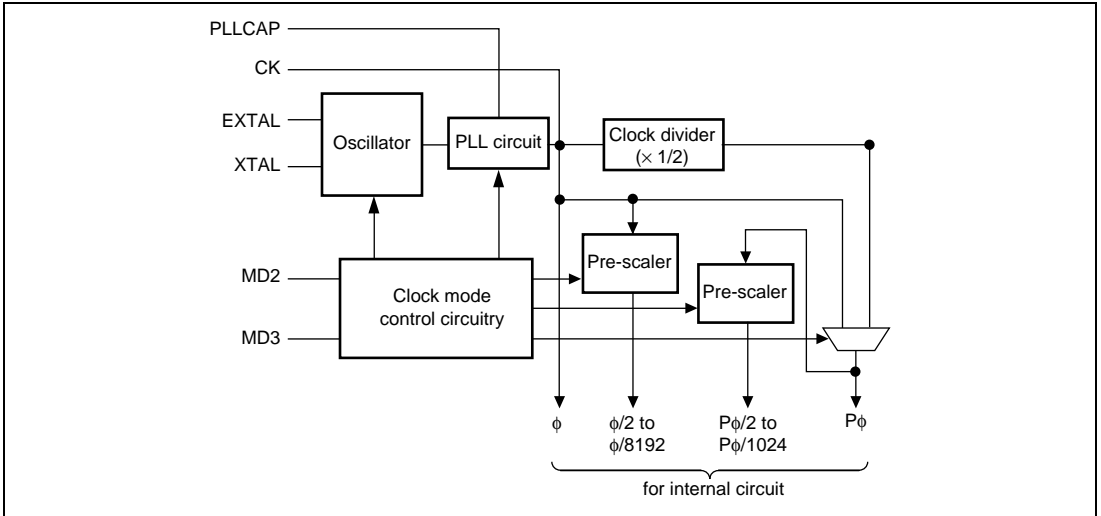 PLLCAP
CK
EXTAL
XTAL
Oscillator
PLL circuit
Clock divider
(× 1/2)
MD2
MD3
Clock mode
control circuitry
Pre-scaler
Pre-scaler
ϕ
ϕ/2 to
ϕ/8192
Pϕ/2 to
Pϕ/1024
Pϕ
for internal circuit